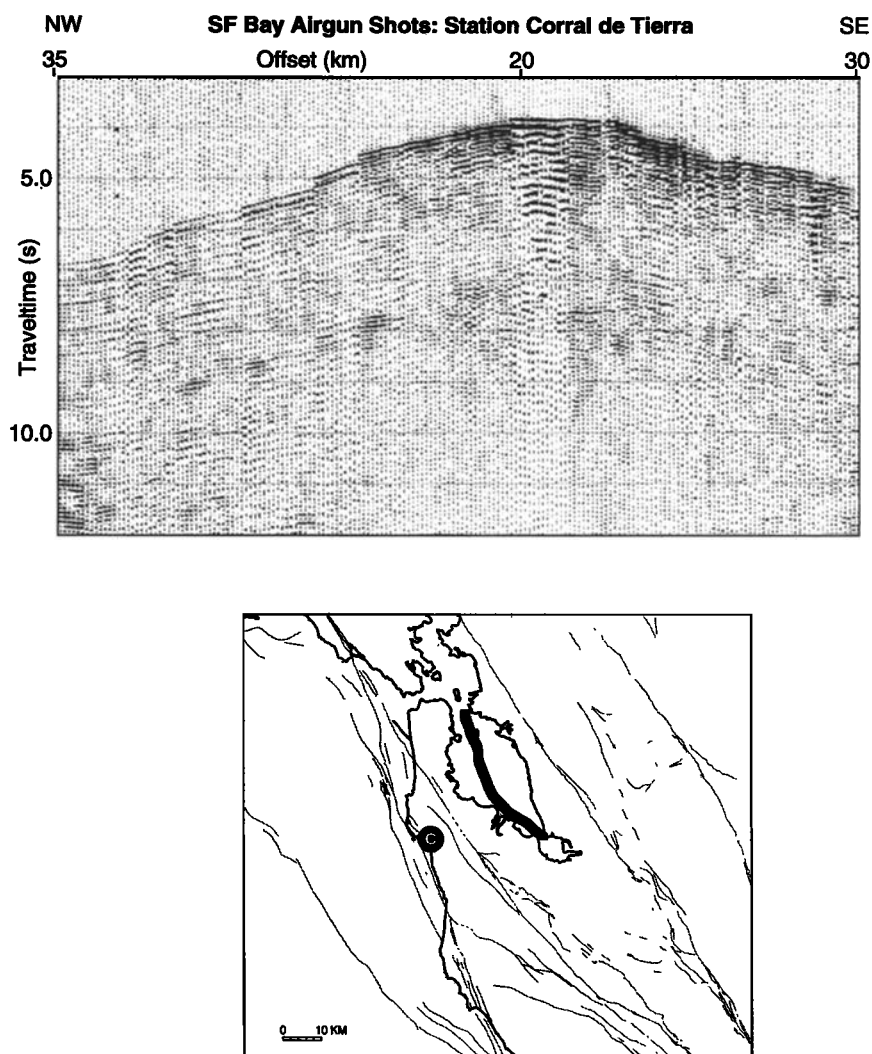 NW SF Bay Airgun Shots: Station Corral de Tierra SE
35 Offset (km) 20 30
5.0
Traveltime (s)
10.0
C
0 10 KM